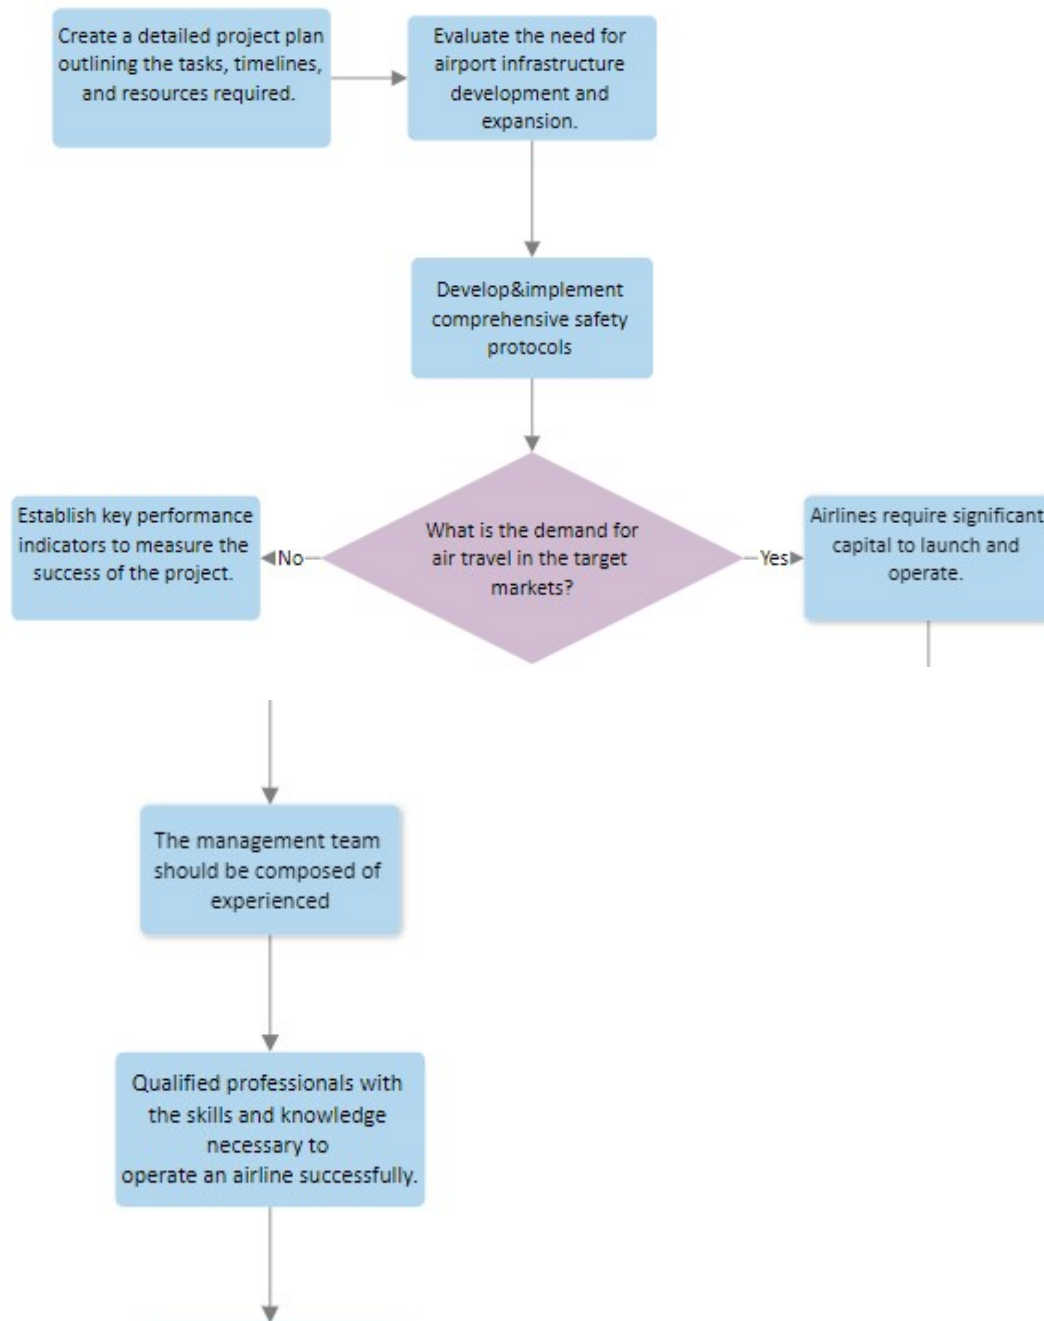 Create a detailed project plan
outlining the tasks, timelines,
and resources required.
Evaluate the need for
airport infrastructure
development and
expansion.
Develop&implement
comprehensive safety
protocols
What is the demand for
air travel in the target
markets?
No
Yes
Establish key performance
indicators to measure the
success of the project.
Airlines require significant
capital to launch and
operate.
The management team
should be composed of
experienced
Qualified professionals with
the skills and knowledge
necessary to
operate an airline successfully.